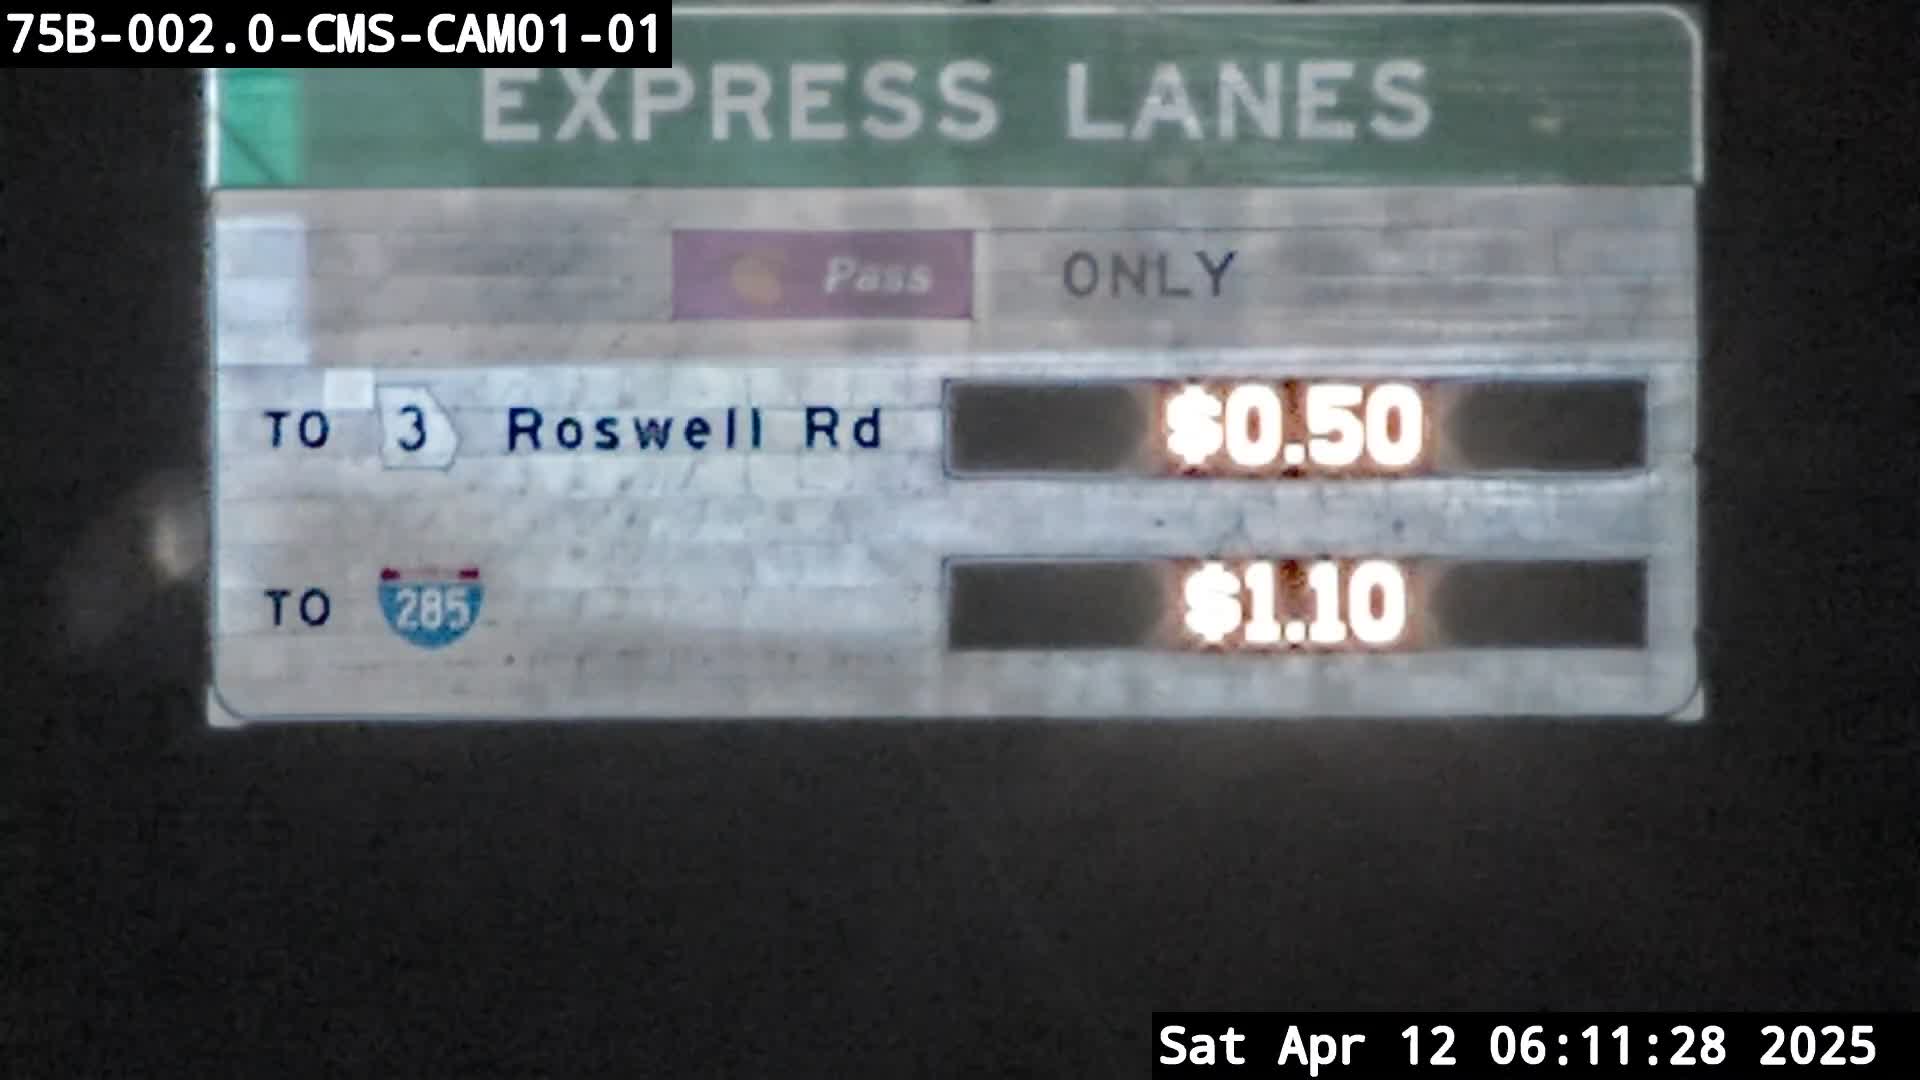 75B-002.0-CMS-CAM01-01
EXPRESS LANES
Pass ONLY
TO 3 Roswell Rd $0.50
TO 285 $1.10
Sat Apr 12 06:11:28 2025